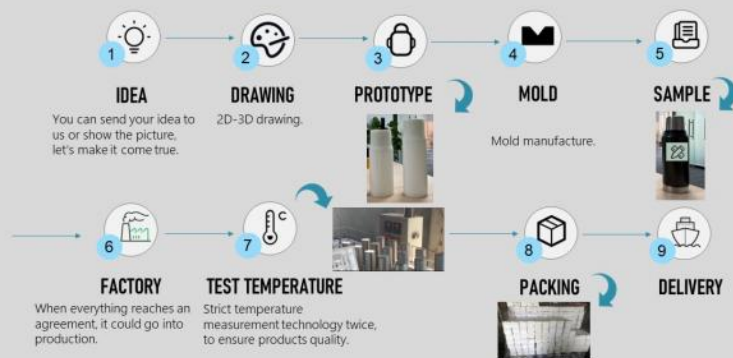 1
2
3
4
5
IDEA
DRAWING
PROTOTYPE
MOLD
SAMPLE
You can send your idea to
us or show the picture,
let's make it come true.
2D-3D drawing.
Mold manufacture.
6
7
C
8
9
FACTORY
TEST TEMPERATURE
PACKING
DELIVERY
When everything reaches an
agreement, it could go into
production.
Strict temperature
measurement technology twice,
to ensure products quality.